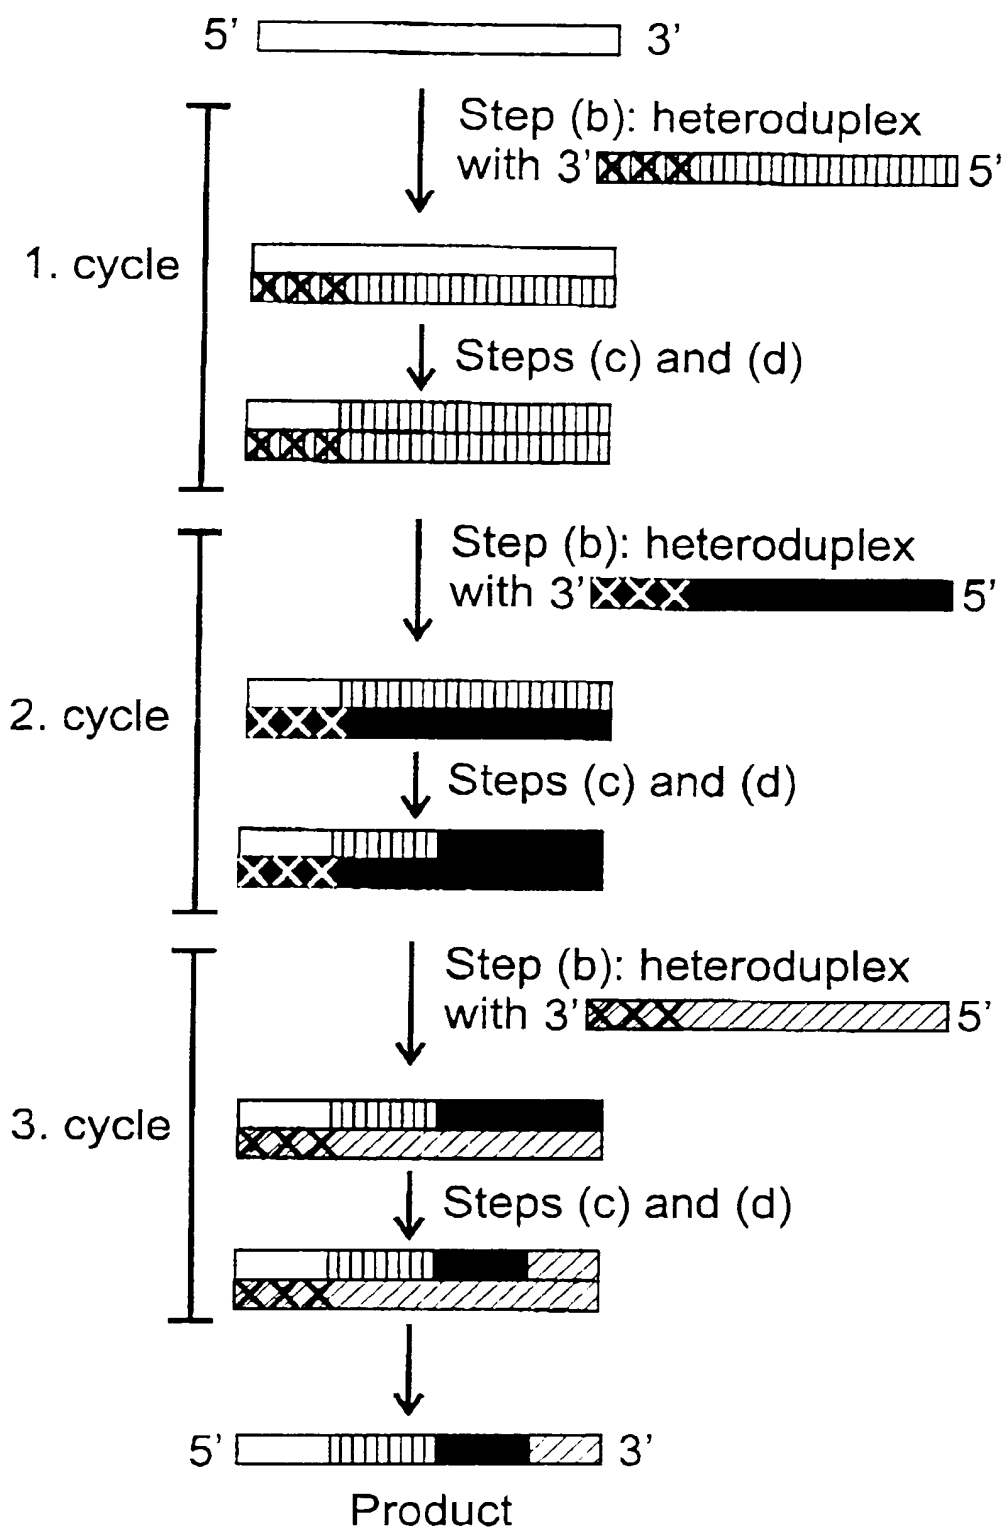 5' 3'
Step (b): heteroduplex
with 3' 5'
1. cycle
Steps (c) and (d)
Step (b): heteroduplex
with 3' 5'
2. cycle
Steps (c) and (d)
Step (b): heteroduplex
with 3' 5'
3. cycle
Steps (c) and (d)
5' 3'
Product